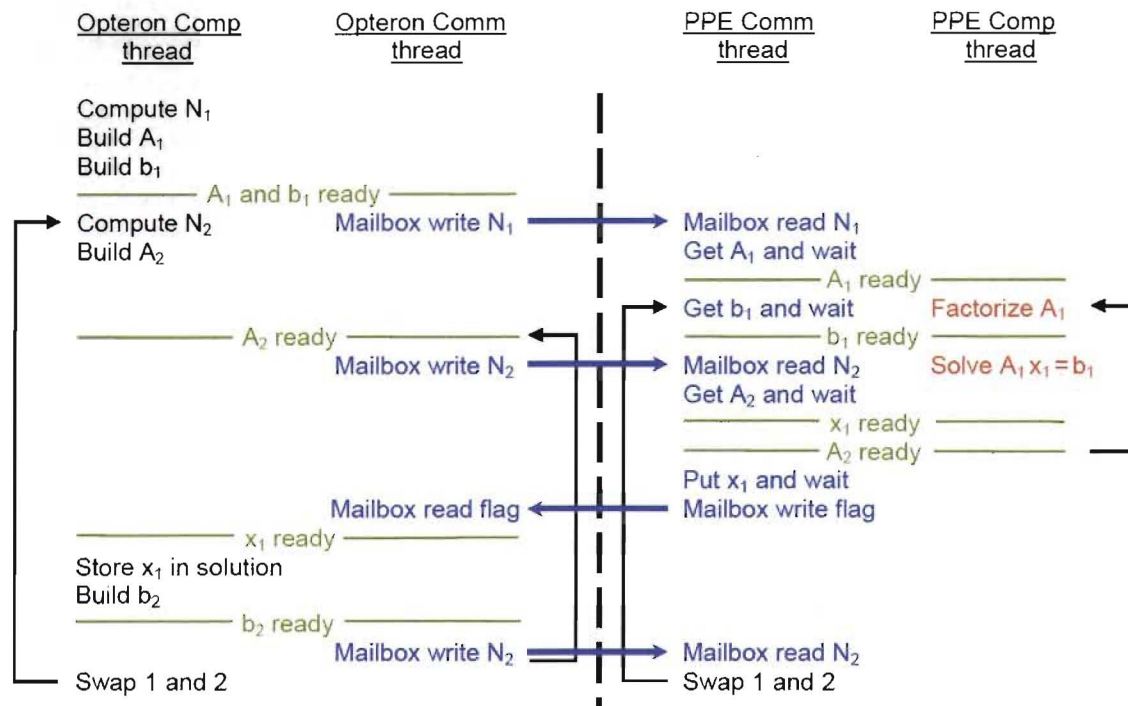 Opteron Comp thread
Opteron Comm thread
PPE Comm thread
PPE Comp thread
Compute N₁
Build A₁
Build b₁
A₁ and b₁ ready
Compute N₂
Mailbox write N₁
Mailbox read N₁
Build A₂
Get A₁ and wait
A₁ ready
Get b₁ and wait
Factorize A₁
A₂ ready
b₁ ready
Mailbox write N₂
Mailbox read N₂
Solve A₁ x₁ = b₁
Get A₂ and wait
x₁ ready
A₂ ready
Put x₁ and wait
Mailbox read flag
Mailbox write flag
x₁ ready
Store x₁ in solution
Build b₂
b₂ ready
Mailbox write N₂
Mailbox read N₂
Swap 1 and 2
Swap 1 and 2